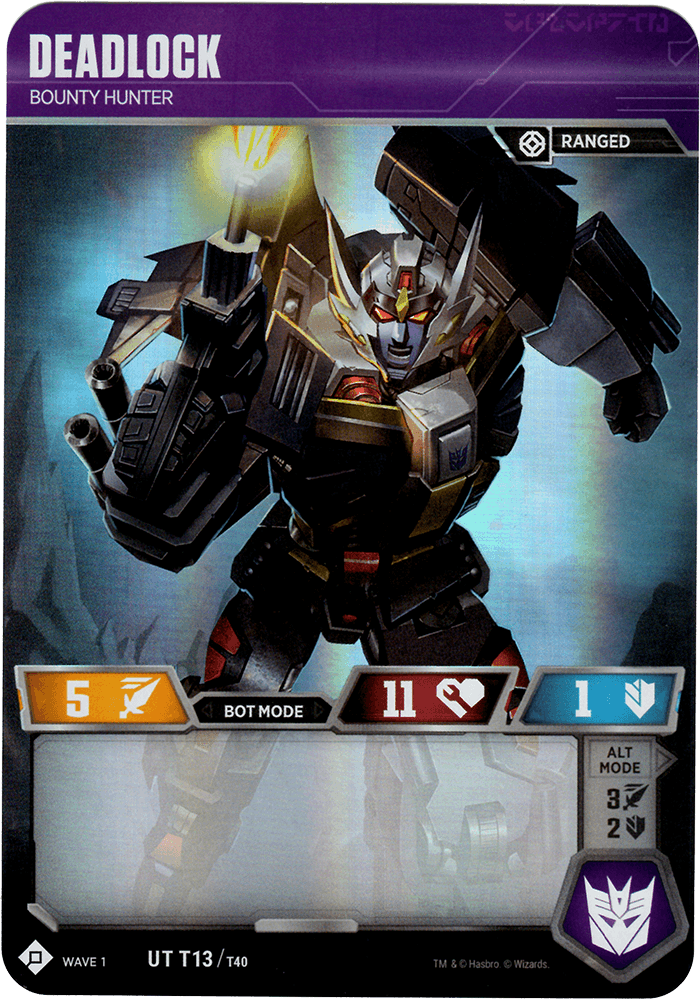 DEADLOCK
BOUNTY HUNTER
RANGED
5
BOT MODE
11
1
ALT
MODE
3
2
WAVE 1
UT T13/T40
TM & © Hasbro. © Wizards.